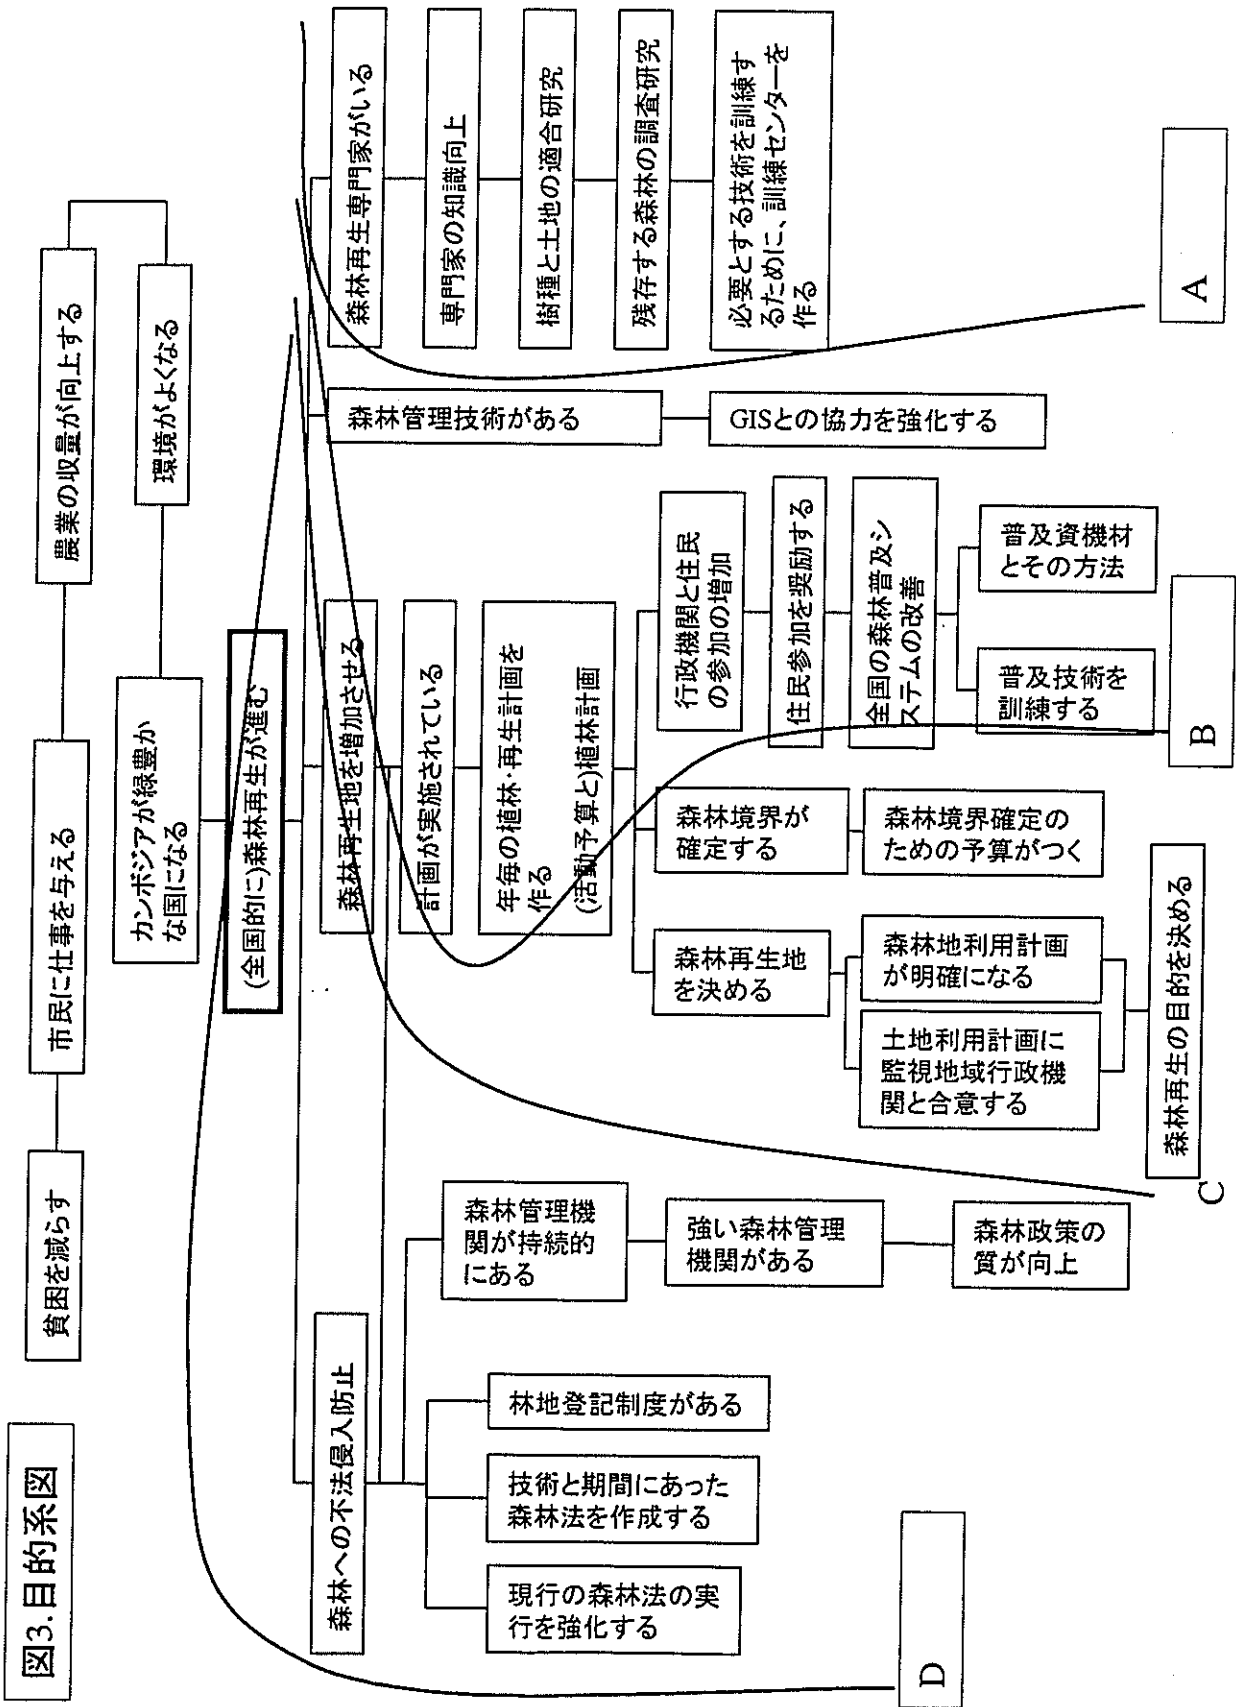 図3.目的系図
貧困を減らす
市民に仕事を与える
農業の収量が向上する
カンボジアが緑豊か
な国になる
環境がよくなる
(全国的に)森林再生が進む
森林への不法侵入防止
現行の森林法の実
行を強化する
技術と期間にあった
森林法を作成する
林地登記制度がある
森林管理機
関が持続的
にある
強い森林管理
機関がある
森林政策の
質が向上
森林再生地を増加させる
計画が実施されている
年毎の植林・再生計画を
作る
(活動予算と)植林計画
森林再生地
を決める
土地利用計画に
監視地域行政機
関と合意する
森林地利用計画
が明確になる
森林再生の目的を決める
森林境界が
確定する
森林境界確定の
ための予算がつく
行政機関と住民
の参加の増加
住民参加を奨励する
全国の森林普及シ
ステムの改善
普及技術を
訓練する
普及資機材
とその方法
森林管理技術がある
GISとの協力を強化する
森林再生専門家がいる
専門家の知識向上
樹種と土地の適合研究
残存する森林の調査研究
必要とする技術を訓練す
るために、訓練センターを
作る
D
C
B
A